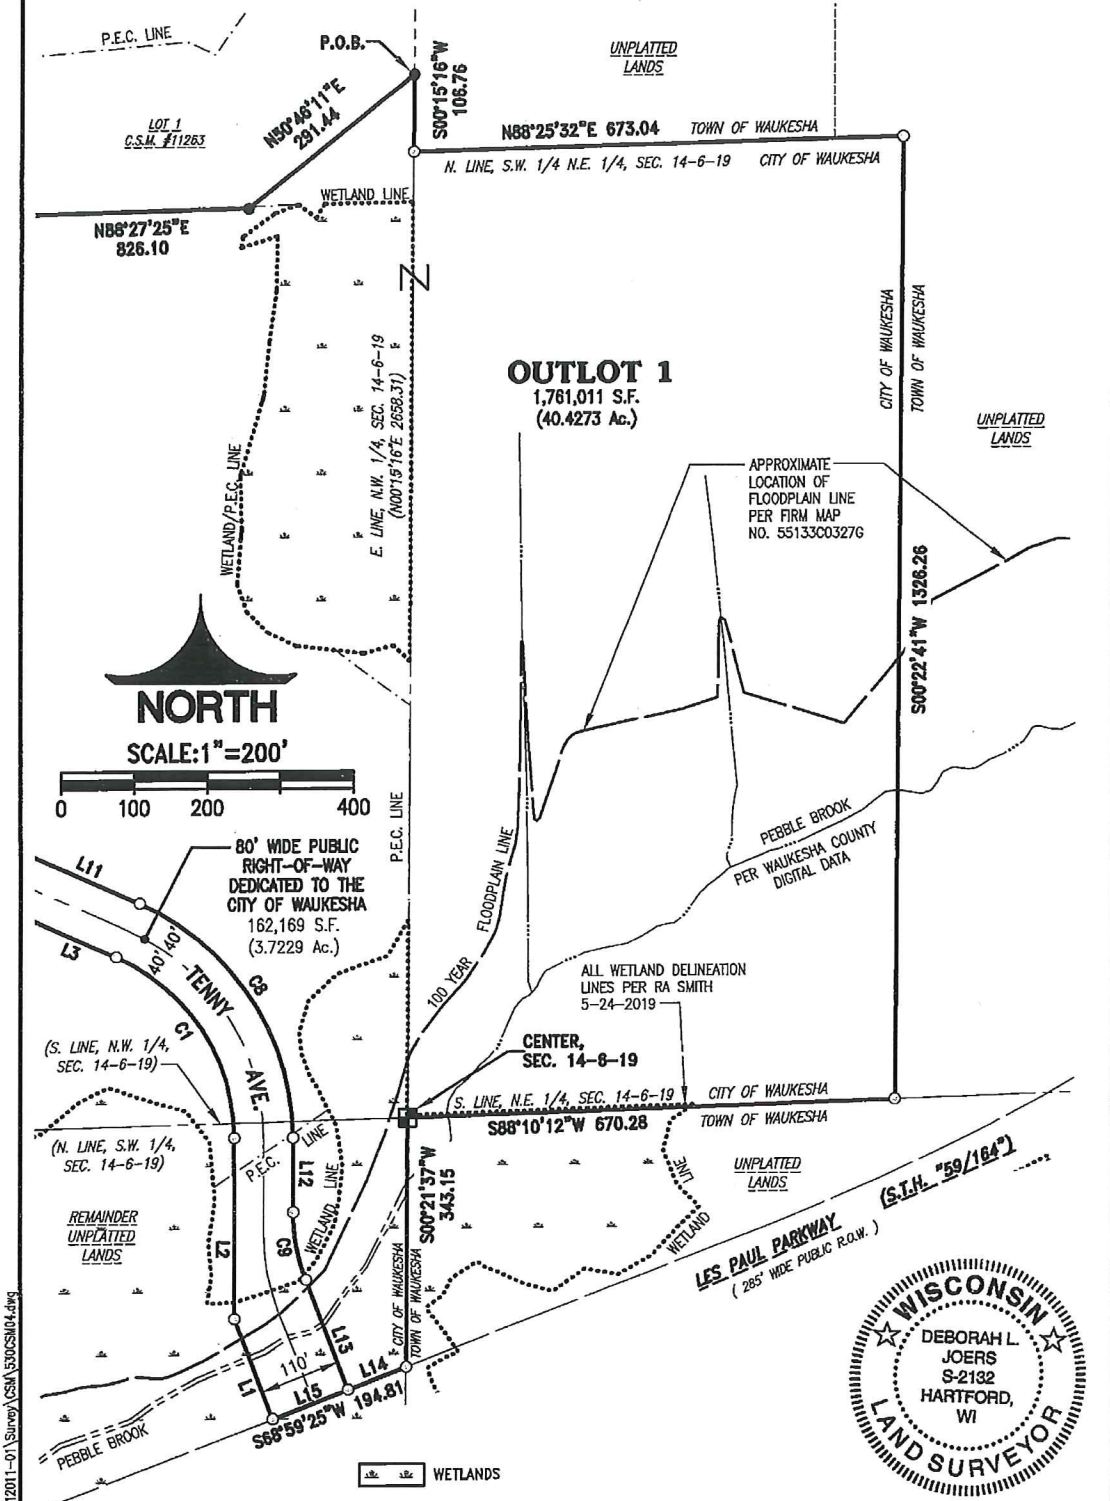 P.E.C. LINE
P.O.B.
UNPLATTED
LANDS
S00°15'16"W
106.76
N50°46'11"E
291.44
LOT 1
C.S.M. #11263
N88°25'32"E 673.04
TOWN OF WAUKESHA
N. LINE, S.W. 1/4 N.E. 1/4, SEC. 14-6-19
CITY OF WAUKESHA
WETLAND LINE
N88°27'25"E
826.10
E. LINE, N.W. 1/4, SEC. 14-6-19
(N00°15'16"E 2658.31)
OUTLOT 1
1,761,011 S.F.
(40.4273 Ac.)
CITY OF WAUKESHA
TOWN OF WAUKESHA
UNPLATTED
LANDS
WETLAND/P.E.C. LINE
APPROXIMATE
LOCATION OF
FLOODPLAIN LINE
PER FIRM MAP
NO. 55133C0327G
S00°22'41"W 1326.26
NORTH
SCALE:1"=200'
0 100 200 400
P.E.C. LINE
80' WIDE PUBLIC
RIGHT-OF-WAY
DEDICATED TO THE
CITY OF WAUKESHA
162,169 S.F.
(3.7229 Ac.)
L11
L3
40' 40'
TENNY
AVE
C8
C1
100 YEAR FLOODPLAIN LINE
PEBBLE BROOK
PER WAUKESHA COUNTY
DIGITAL DATA
ALL WETLAND DELINEATION
LINES PER RA SMITH
5-24-2019
CENTER,
SEC. 14-6-19
(S. LINE, N.W. 1/4,
SEC. 14-6-19)
(N. LINE, S.W. 1/4,
SEC. 14-6-19)
S. LINE, N.E. 1/4, SEC. 14-6-19
CITY OF WAUKESHA
S88°10'12"W 670.28
TOWN OF WAUKESHA
P.E.C. LINE
L12
WETLAND LINE
S00°21'37"W
343.15
UNPLATTED
LANDS
WETLAND LINE
LES PAUL PARKWAY (S.T.H. "59/164")
( 285' WIDE PUBLIC R.O.W. )
REMAINDER
UNPLATTED
LANDS
L2
C9
CITY OF WAUKESHA
TOWN OF WAUKESHA
L1
110'
L13
L14
L15
S68°59'25"W 194.81
PEBBLE BROOK
WETLANDS
WISCONSIN
DEBORAH L.
JOERS
S-2132
HARTFORD,
WI
LAND SURVEYOR
12011-01\Survey\CSM\530CSM04.dwg